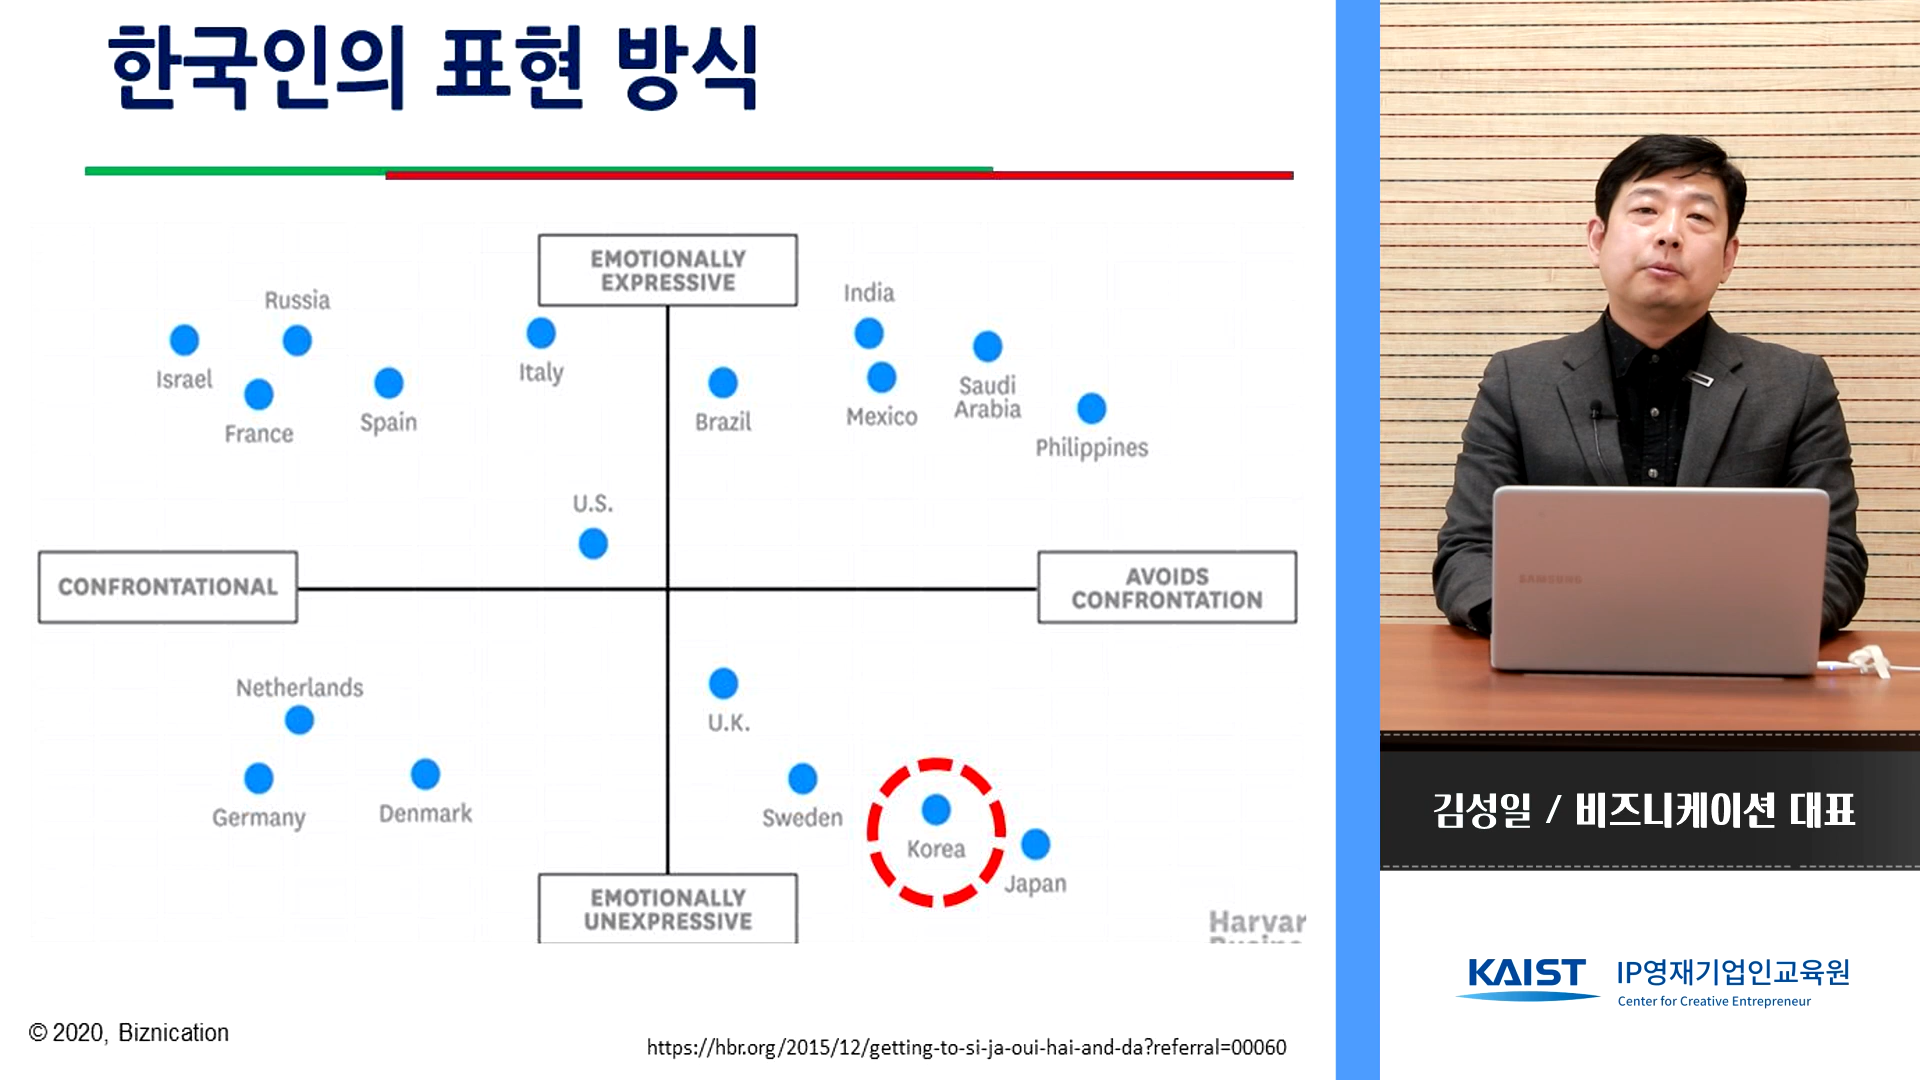 한국인의 표현 방식
EMOTIONALLY
EXPRESSIVE
Russia
India
Israel
Italy
Saudi
Arabia
France
Spain
Brazil
Mexico
Philippines
U.S.
CONFRONTATIONAL
AVOIDS
CONFRONTATION
Netherlands
U.K.
Germany
Denmark
Sweden
Korea
Japan
EMOTIONALLY
UNEXPRESSIVE
Harvar
© 2020, Biznication
https://hbr.org/2015/12/getting-to-si-ja-oui-hai-and-da?referral=00060
SAMSUNG
김성일 / 비즈니케이션 대표
KAIST IP영재기업인교육원
Center for Creative Entrepreneur